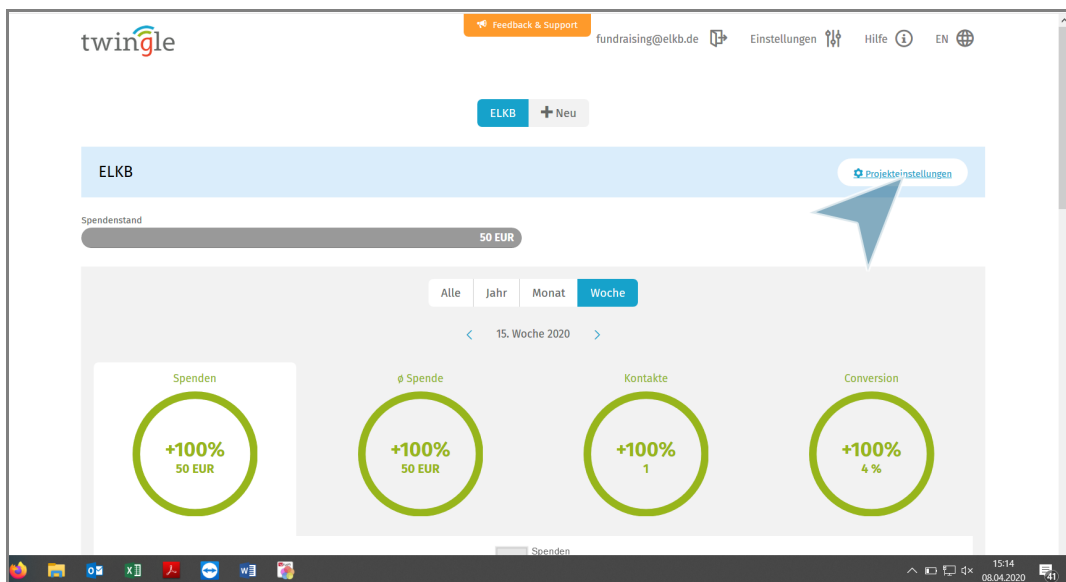 twingle
Feedback & Support
fundraising@elkb.de
Einstellungen
Hilfe
EN
ELKB
Neu
ELKB
Projekteinstellungen
Spendenstand
50 EUR
Alle
Jahr
Monat
Woche
15. Woche 2020
Spenden
ø Spende
Kontakte
Conversion
+100%
50 EUR
+100%
50 EUR
+100%
1
+100%
4 %
Spenden
15:14
08.04.2020
41